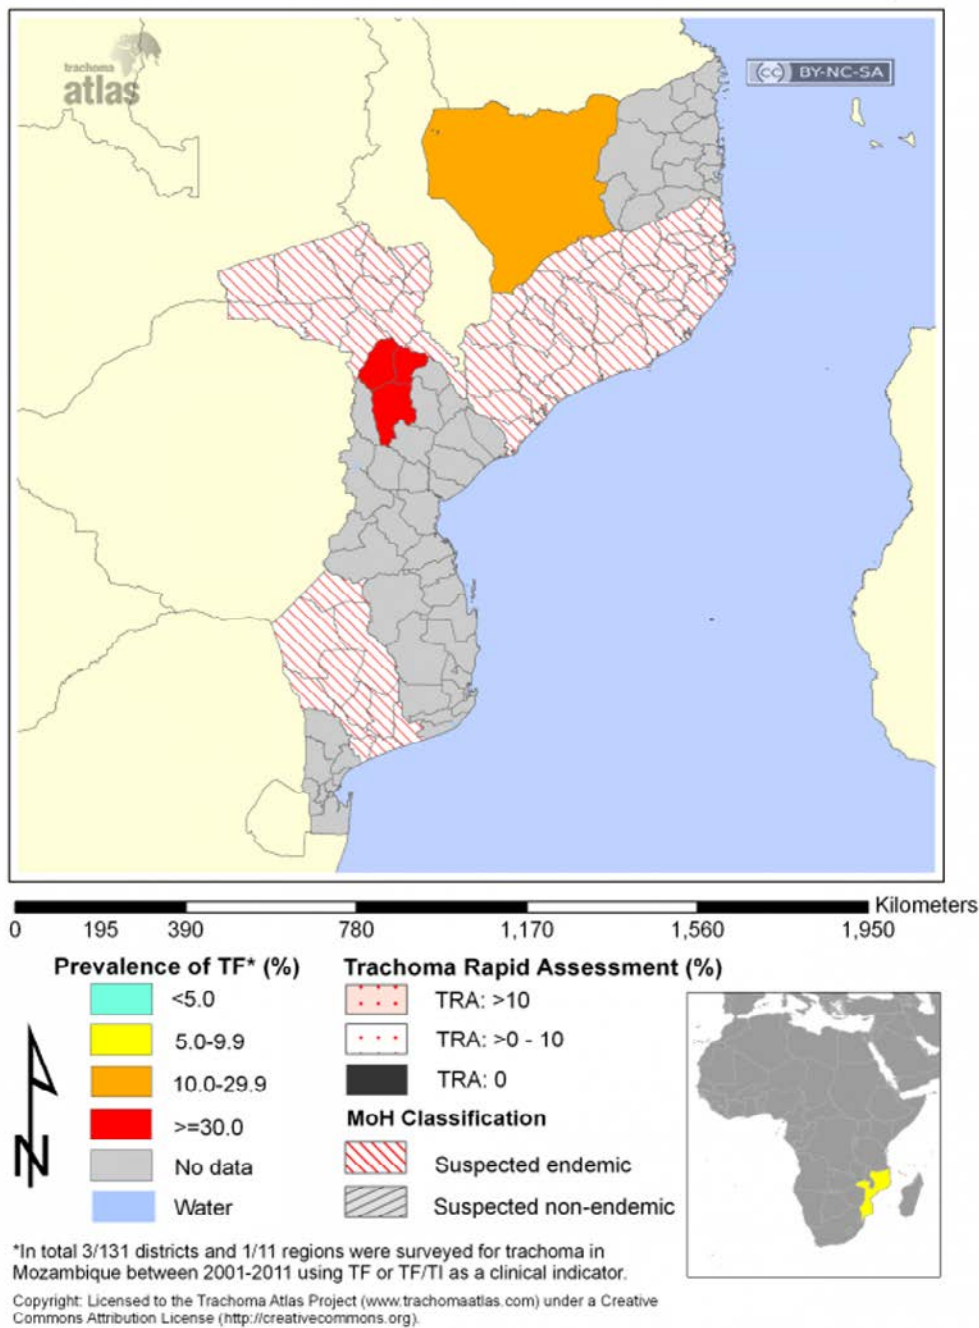 trachoma
atlas
CC BY-NC-SA
Kilometers
0 195 390 780 1,170 1,560 1,950
Prevalence of TF* (%)
<5.0
5.0-9.9
10.0-29.9
>=30.0
No data
Water
N
Trachoma Rapid Assessment (%)
TRA: >10
TRA: >0 - 10
TRA: 0
MoH Classification
Suspected endemic
Suspected non-endemic
*In total 3/131 districts and 1/11 regions were surveyed for trachoma in
Mozambique between 2001-2011 using TF or TF/TI as a clinical indicator.
Copyright: Licensed to the Trachoma Atlas Project (www.trachomaatlas.com) under a Creative
Commons Attribution License (http://creativecommons.org).